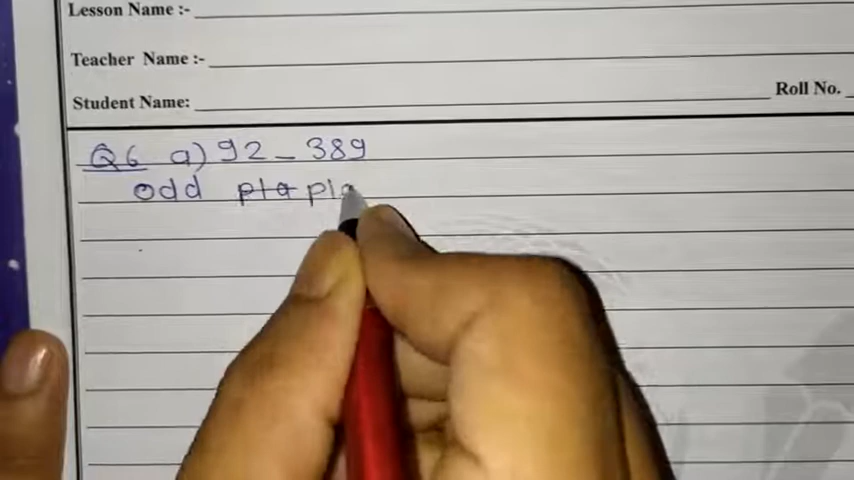 Lesson Name :-
Teacher Name :-
Student Name:-
Roll No.
Q6 a) 92 _ 389
odd pla pla